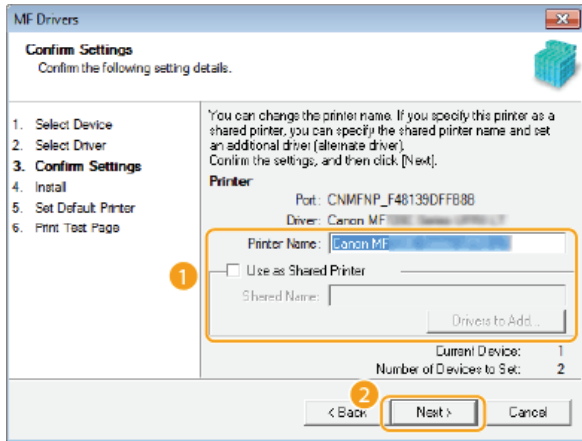 MF Drivers
Confirm Settings
Confirm the following setting details.
1. Select Device
2. Select Driver
3. Confirm Settings
4. Install
5. Set Default Printer
6. Print Test Page
You can change the printer name. If you specify this printer as a
shared printer, you can specify the shared printer name and set
an additional driver (alternate driver).
Confirm the settings, and then click [Next].
Printer
Port: CNMFNP_F48139DFFB88
Driver: Canon MF
Printer Name: Canon MF
1
Use as Shared Printer
Shared Name:
Drivers to Add...
Current Device: 1
Number of Devices to Set: 2
2
< Back
Next >
Cancel